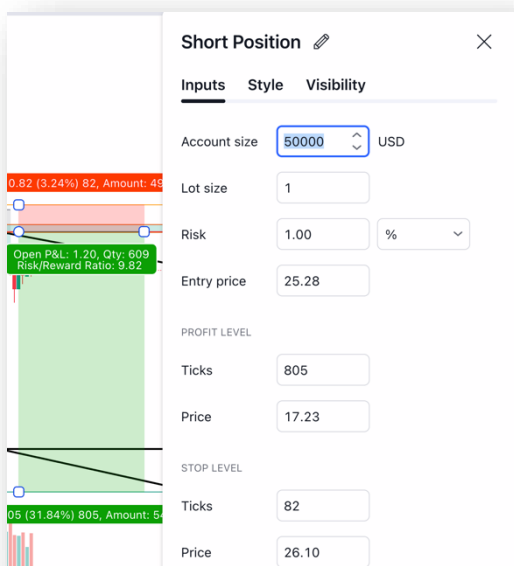 Short Position
Inputs Style Visibility
Account size 50000 USD
Lot size 1
Risk 1.00 %
Entry price 25.28
PROFIT LEVEL
Ticks 805
Price 17.23
STOP LEVEL
Ticks 82
Price 26.10
0.82 (3.24%) 82, Amount: 49
Open P&L: 1.20, Qty: 609
Risk/Reward Ratio: 9.82
05 (31.84%) 805, Amount: 54